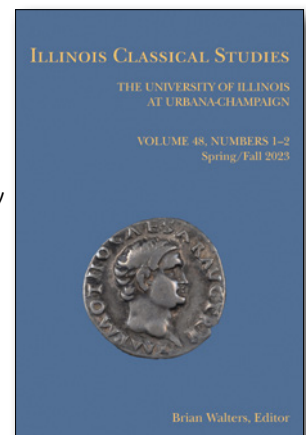 ILLINOIS CLASSICAL STUDIES
THE UNIVERSITY OF ILLINOIS
AT URBANA-CHAMPAIGN
VOLUME 48, NUMBERS 1–2
Spring/Fall 2023
Brian Walters, Editor